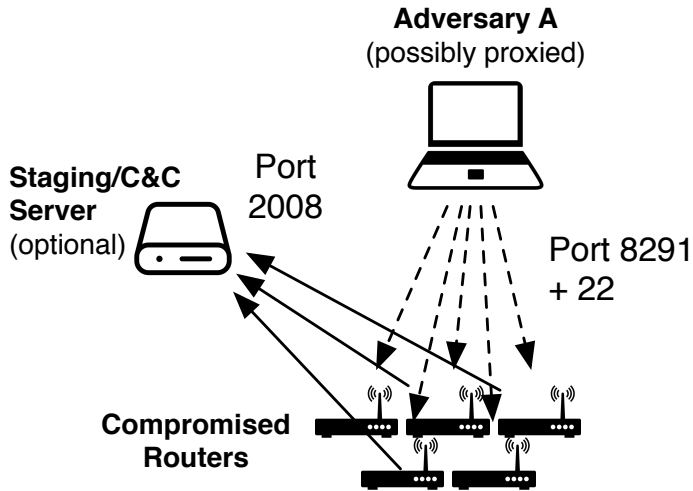 Adversary A
(possibly proxied)
Port
2008
Staging/C&C
Server
(optional)
Port 8291
+ 22
Compromised
Routers